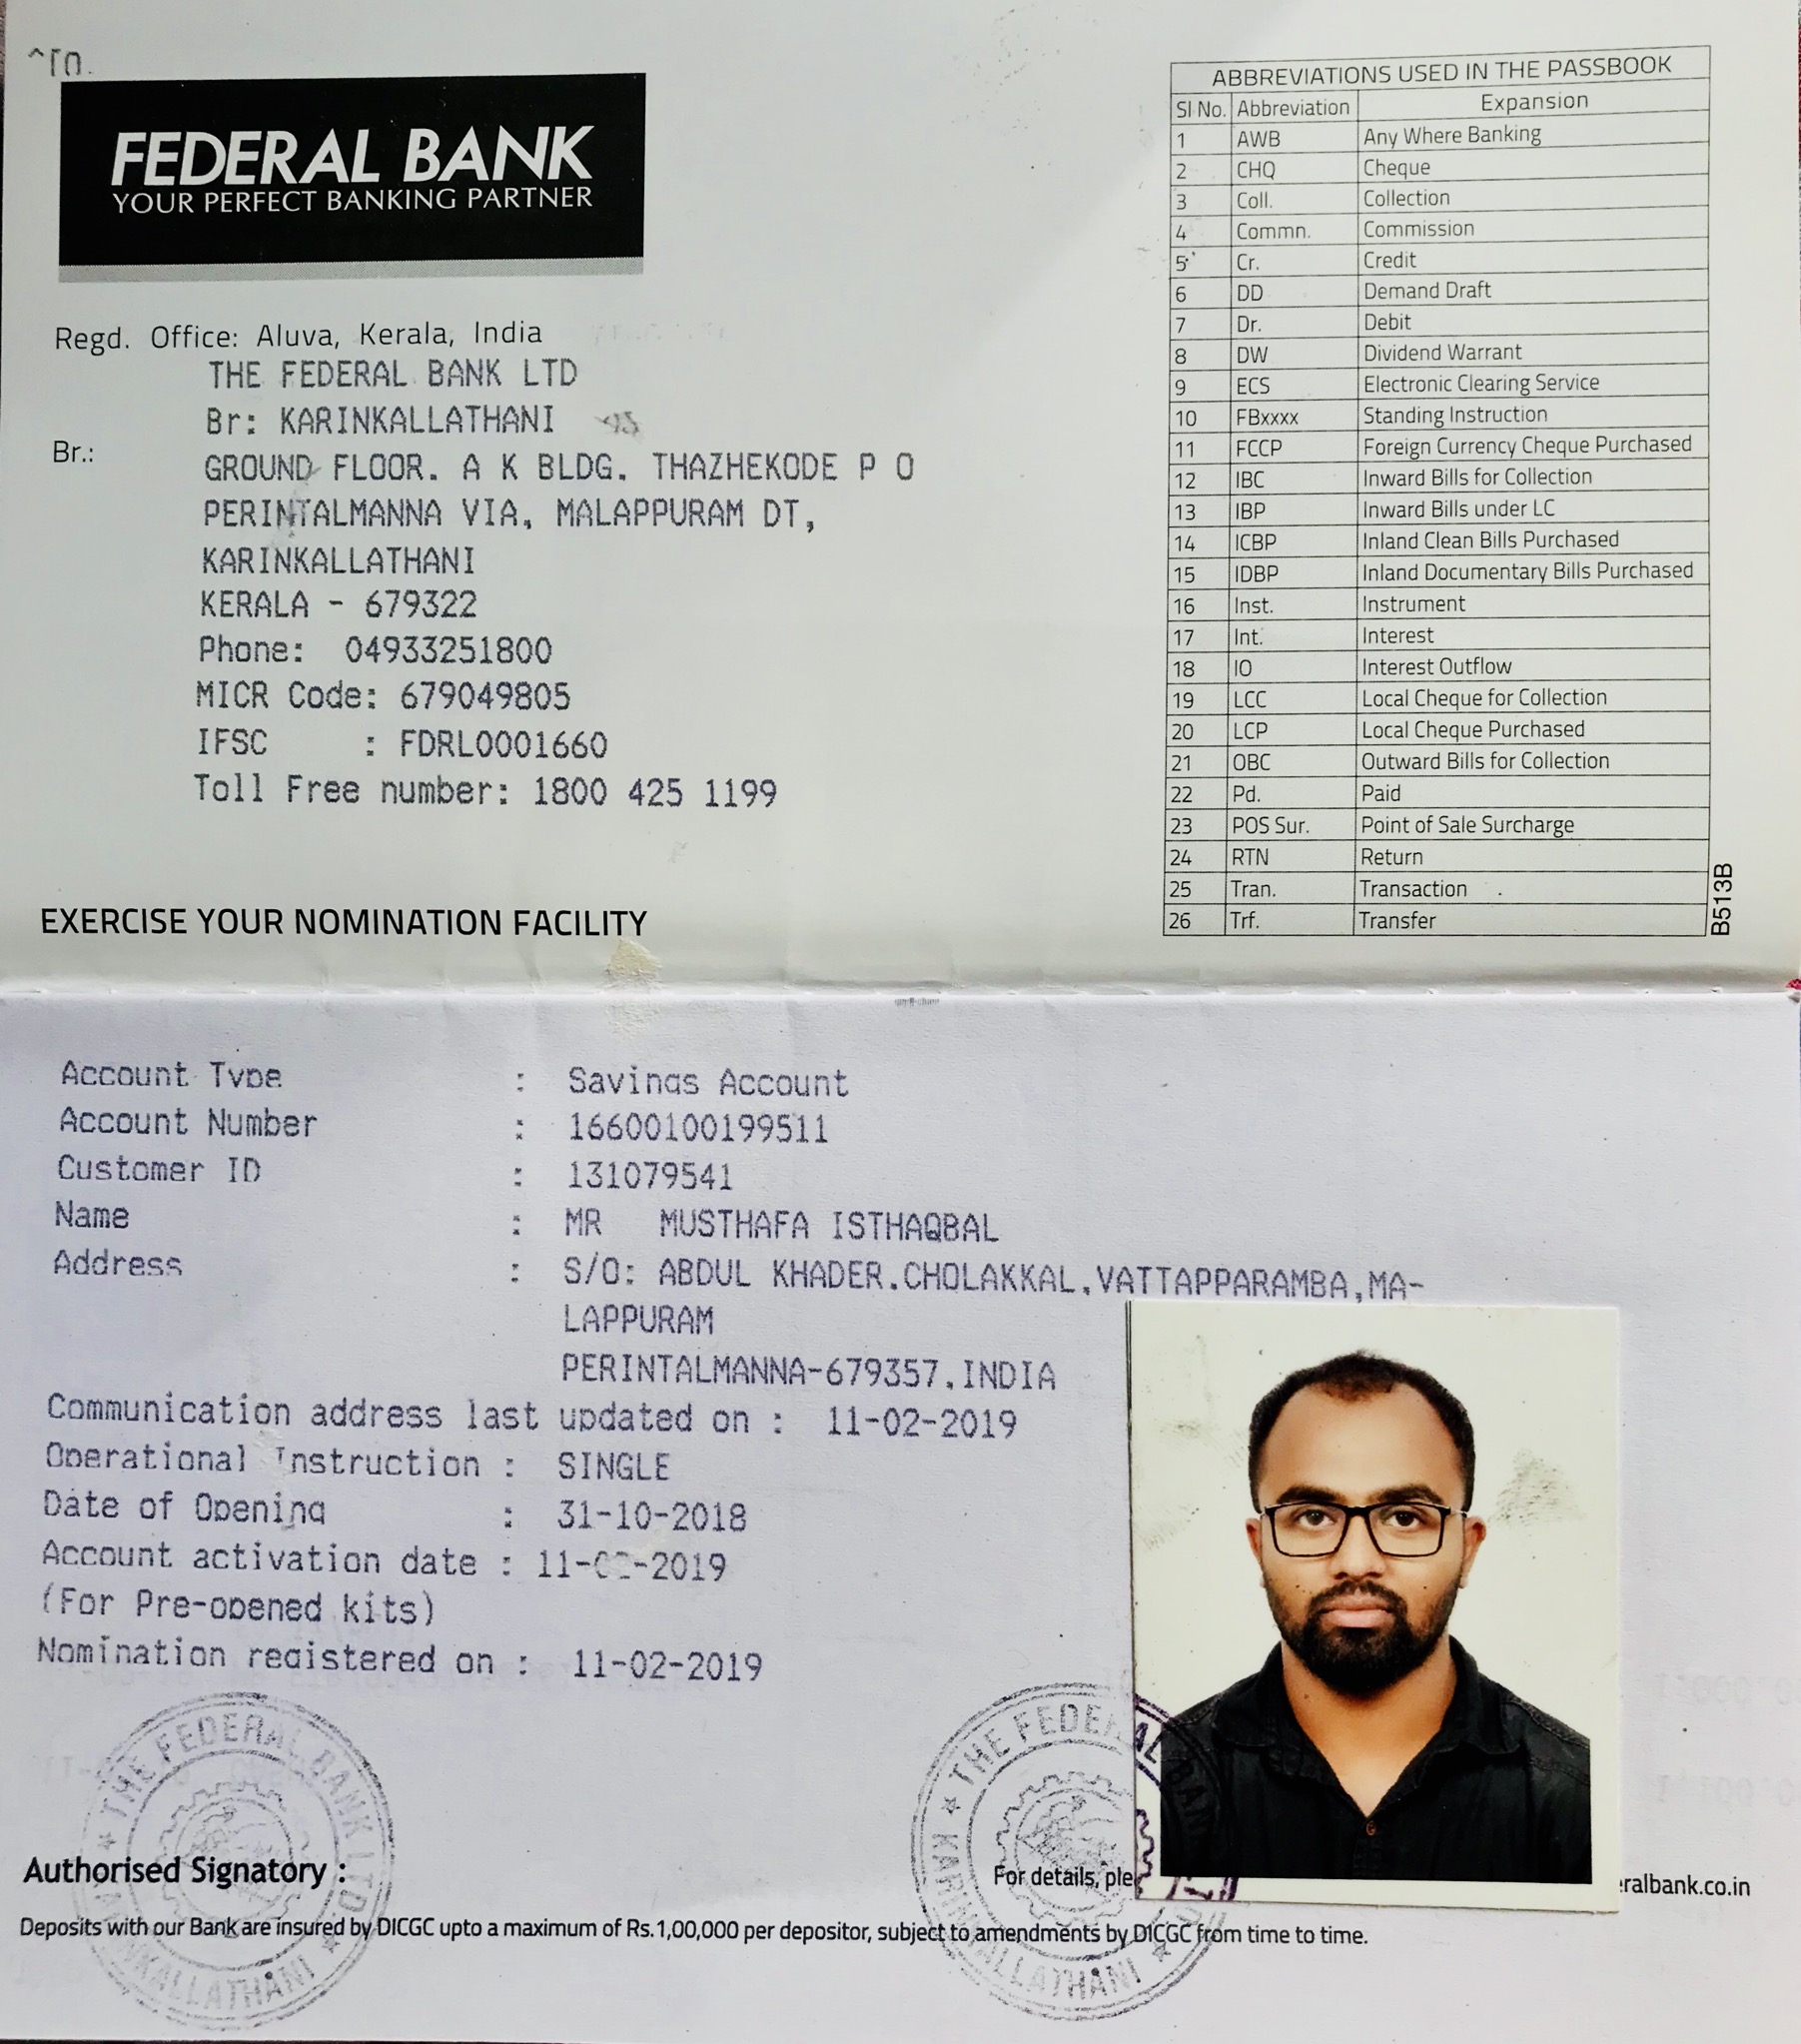 FEDERAL BANK
YOUR PERFECT BANKING PARTNER
Regd. Office: Aluva, Kerala, India
THE FEDERAL BANK LTD
Br: KARINKALLATHANI
Br.:
GROUND FLOOR. A K BLDG. THAZHEKODE P O
PERINTALMANNA VIA, MALAPPURAM DT,
KARINKALLATHANI
KERALA - 679322
Phone: 04933251800
MICR Code: 679049805
IFSC : FDRL0001660
Toll Free number: 1800 425 1199
EXERCISE YOUR NOMINATION FACILITY
ABBREVIATIONS USED IN THE PASSBOOK
Sl No. Abbreviation Expansion
1 AWB Any Where Banking
2 CHQ Cheque
3 Coll. Collection
4 Commn. Commission
5 Cr. Credit
6 DD Demand Draft
7 Dr. Debit
8 DW Dividend Warrant
9 ECS Electronic Clearing Service
10 FBxxxx Standing Instruction
11 FCCP Foreign Currency Cheque Purchased
12 IBC Inward Bills for Collection
13 IBP Inward Bills under LC
14 ICBP Inland Clean Bills Purchased
15 IDBP Inland Documentary Bills Purchased
16 Inst. Instrument
17 Int. Interest
18 IO Interest Outflow
19 LCC Local Cheque for Collection
20 LCP Local Cheque Purchased
21 OBC Outward Bills for Collection
22 Pd. Paid
23 POS Sur. Point of Sale Surcharge
24 RTN Return
25 Tran. Transaction
26 Trf. Transfer
B513B
Account Type : Savings Account
Account Number : 16600100199511
Customer ID : 131079541
Name : MR MUSTHAFA ISTHAQBAL
Address : S/O: ABDUL KHADER.CHOLAKKAL.VATTAPPARAMBA,MA-
LAPPURAM
PERINTALMANNA-679357.INDIA
Communication address last updated on : 11-02-2019
Operational Instruction : SINGLE
Date of Opening : 31-10-2018
Account activation date : 11- -2019
(For Pre-opened kits)
Nomination registered on : 11-02-2019
THE FEDERAL BANK LTD. KARINKALLATHANI
THE FEDERAL BANK KARINKALLATHANI
Authorised Signatory :
For details, ple
ralbank.co.in
Deposits with our Bank are insured by DICGC upto a maximum of Rs.1,00,000 per depositor, subject to amendments by DICGC from time to time.